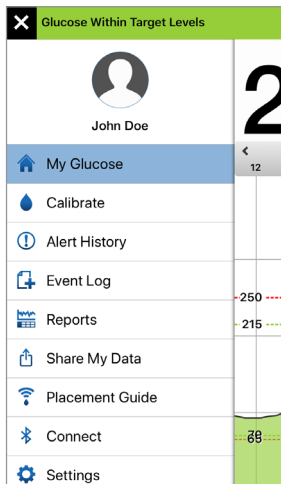 Glucose Within Target Levels
John Doe
2
My Glucose
12
Calibrate
Alert History
Event Log
250
Reports
215
Share My Data
Placement Guide
70
65
Connect
Settings